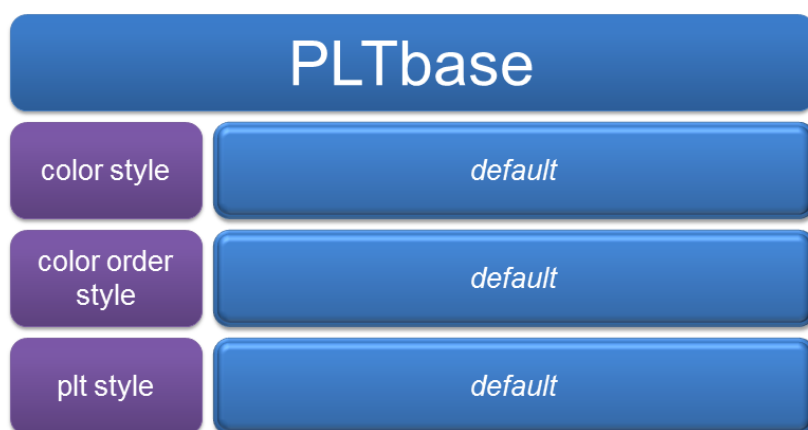 PLTbase
color style
default
color order
style
default
plt style
default